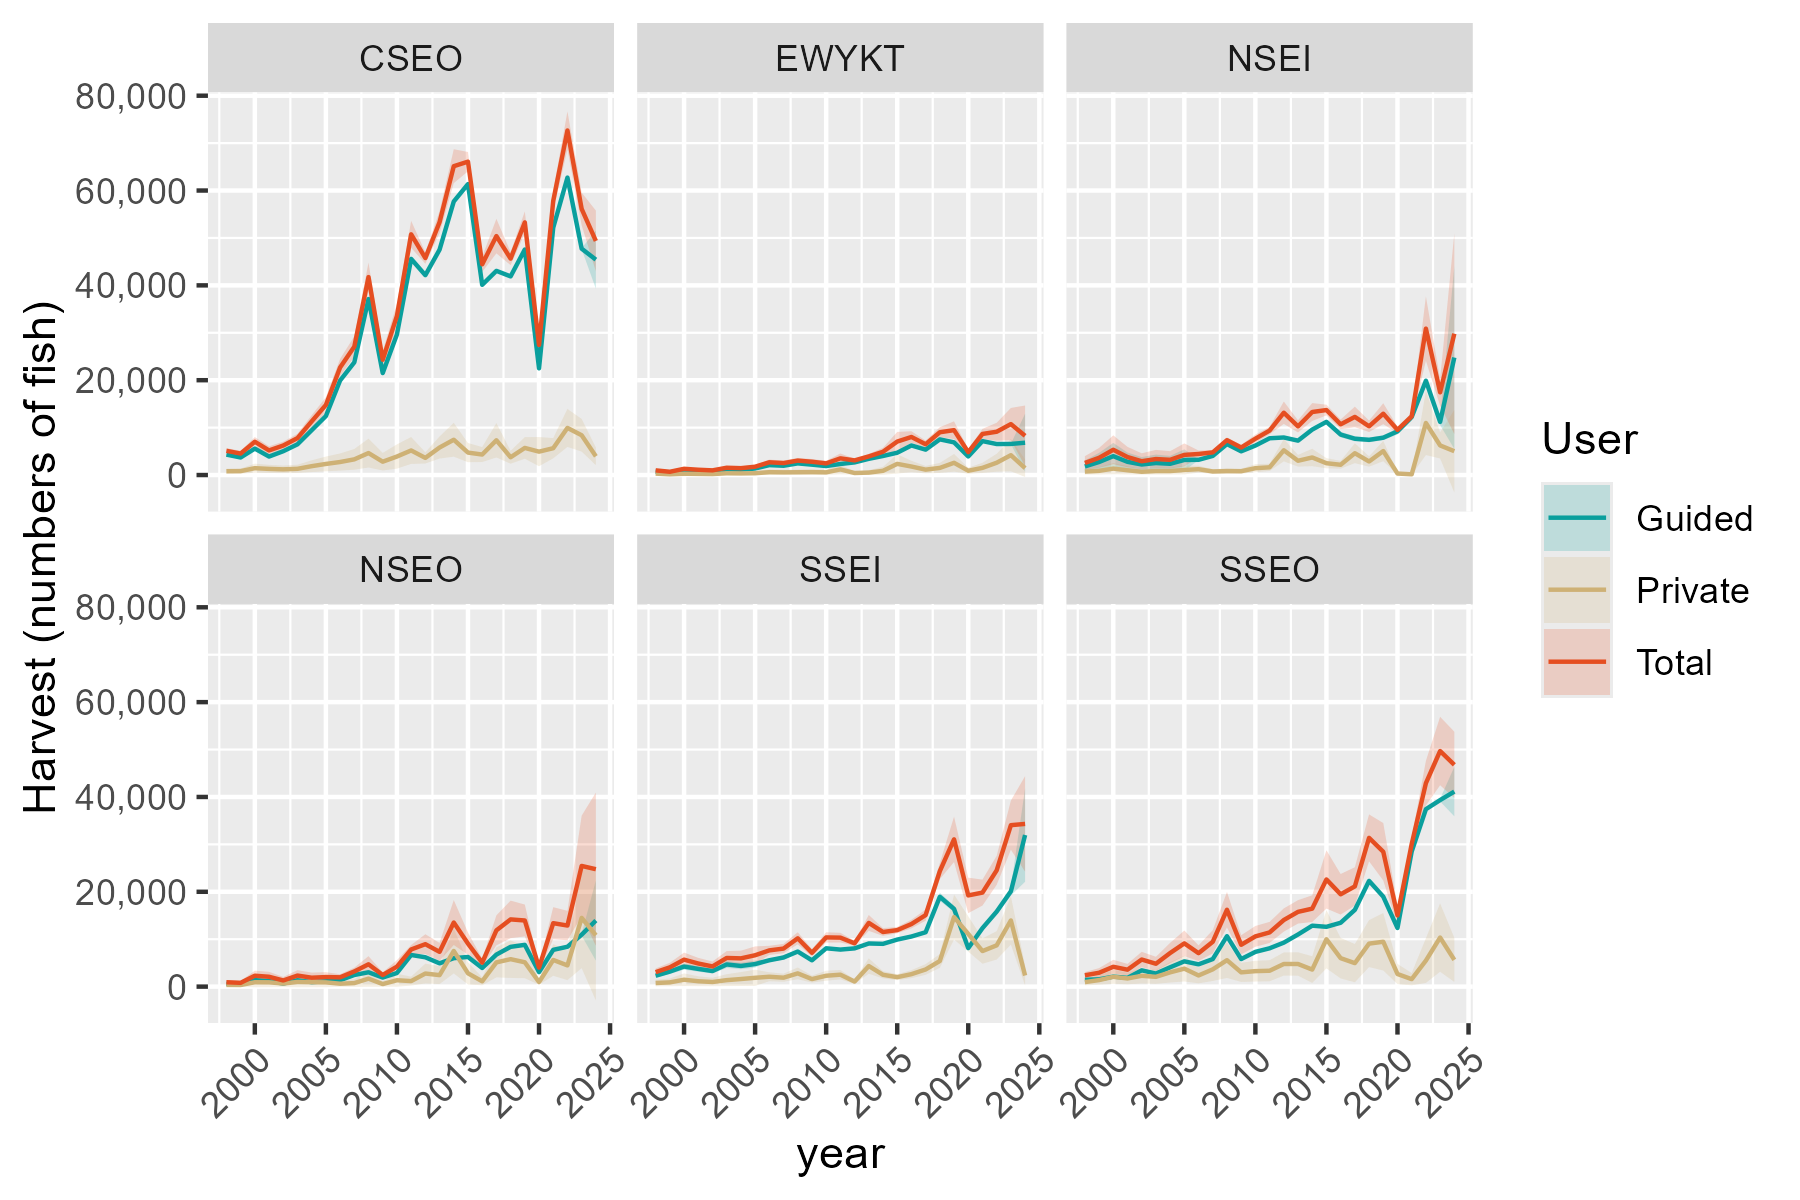 CSEO EWYKT NSEI
80,000
60,000
40,000
20,000
0
NSEO SSEI SSEO
80,000
60,000
40,000
20,000
0
2000 2005 2010 2015 2020 2025 2000 2005 2010 2015 2020 2025 2000 2005 2010 2015 2020 2025
year
Harvest (numbers of fish)
User
Guided
Private
Total